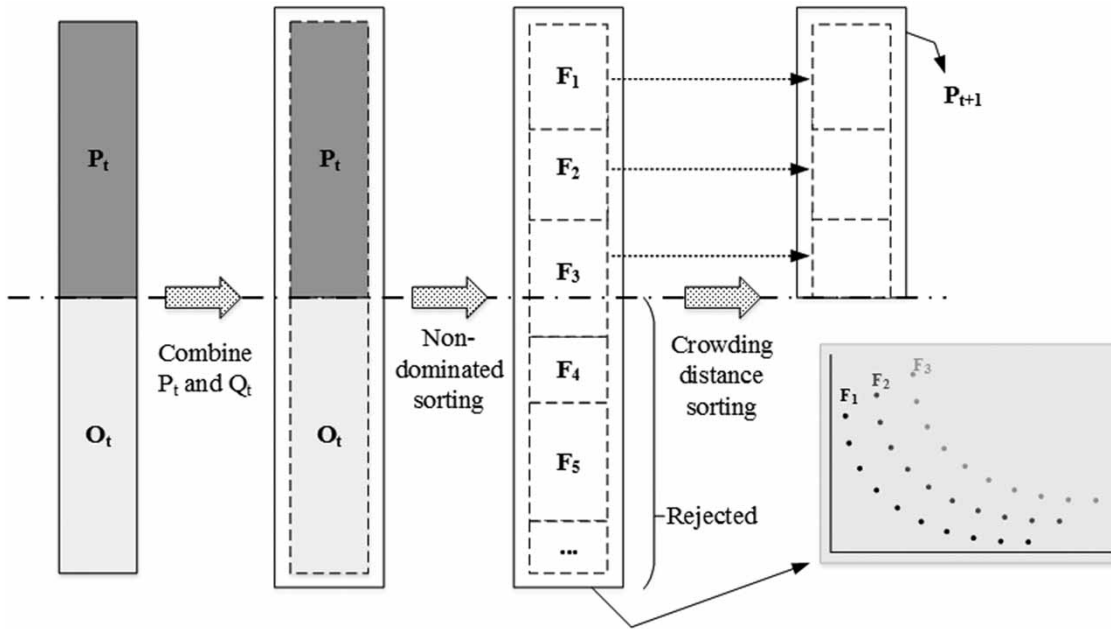 Pt
Ot
Combine
Pt and Qt
Pt
Ot
Non-
dominated
sorting
F1
F2
F3
F4
F5
...
Rejected
Crowding
distance
sorting
Pt+1
F1
F2
F3